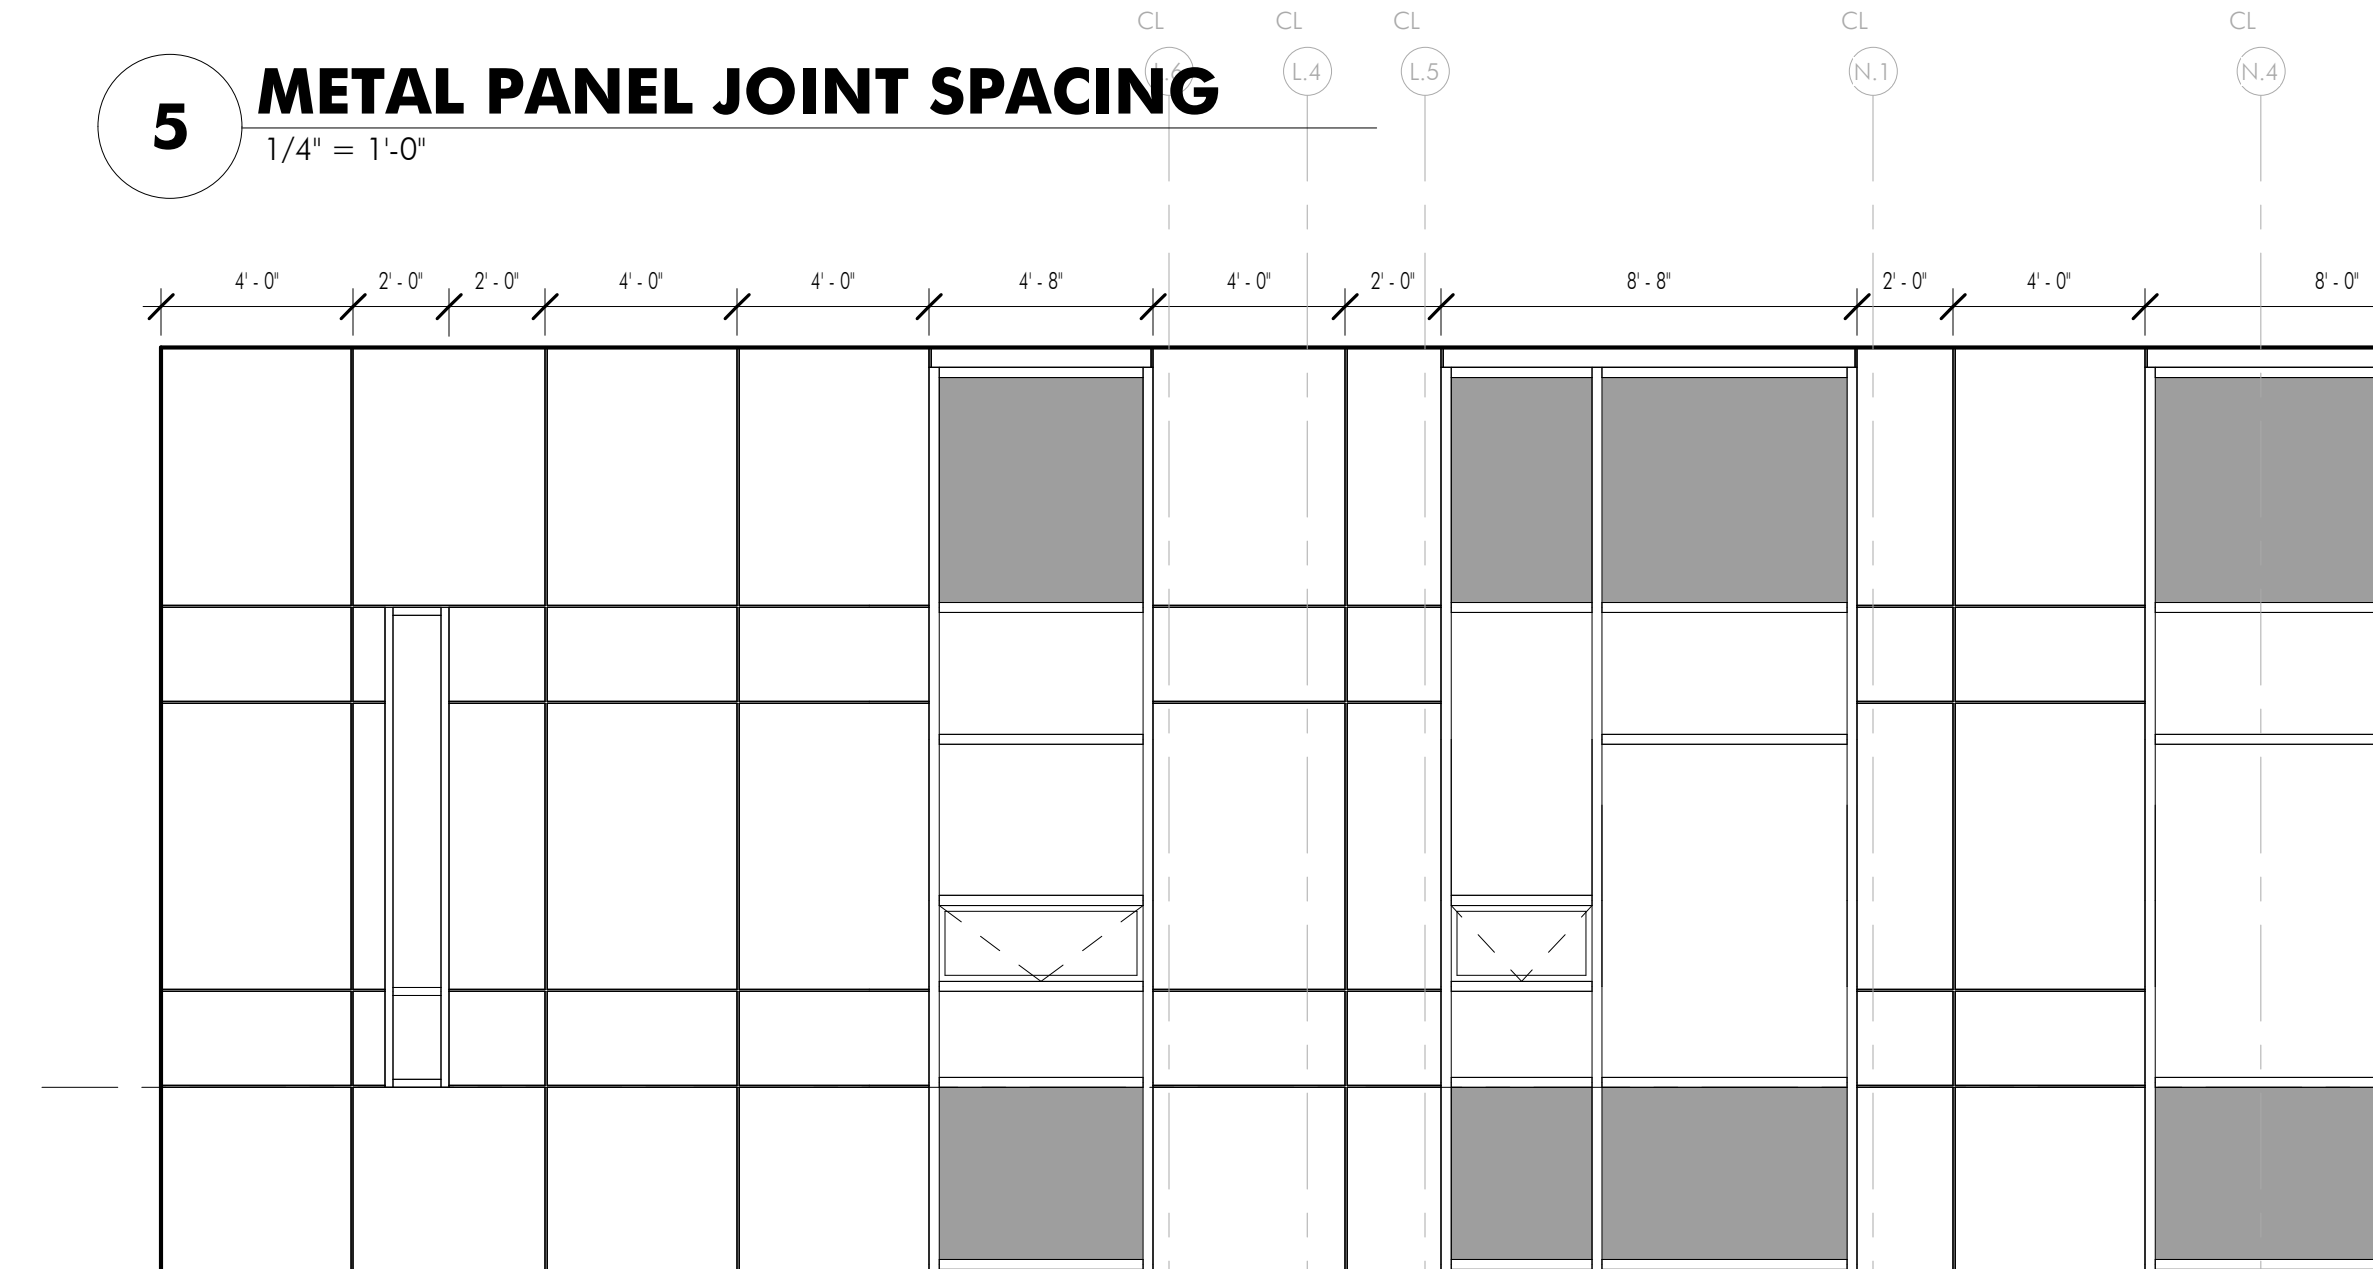 CL CL CL CL CL
L.6 L.4 L.5 N.1 N.4
5 METAL PANEL JOINT SPACING
1/4" = 1'-0"
4' - 0" 2' - 0" 2' - 0" 4' - 0" 4' - 0" 4' - 8" 4' - 0" 2' - 0" 8' - 8" 2' - 0" 4' - 0" 8' - 0"